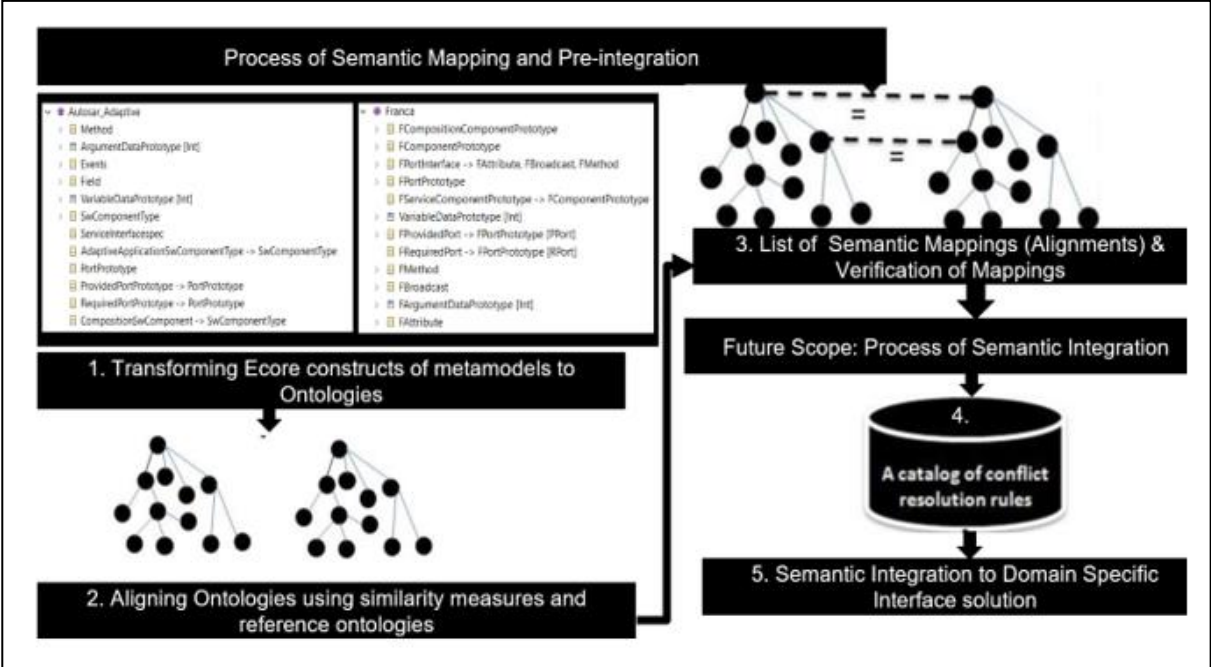 Process of Semantic Mapping and Pre-integration
Autosar_Adaptive
Method
ArgumentDataPrototype [Int]
Events
Field
VariableDataPrototype [Int]
SwComponentType
ServiceInterfacespec
AdaptiveApplicationSwComponentType -> SwComponentType
PortPrototype
ProvidedPortPrototype -> PortPrototype
RequiredPortPrototype -> PortPrototype
CompositionSwComponent -> SwComponentType
Franca
FCompositionComponentPrototype
FComponentPrototype
FPortInterface -> FAttribute, FBroadcast, FMethod
FPortPrototype
FServiceComponentPrototype -> FComponentPrototype
VariableDataPrototype [Int]
FProvidedPort -> FPortPrototype [PPort]
FRequiredPort -> FPortPrototype [RPort]
FMethod
FBroadcast
FArgumentDataPrototype [Int]
FAttribute
1. Transforming Ecore constructs of metamodels to
Ontologies
2. Aligning Ontologies using similarity measures and
reference ontologies
=
=
3. List of Semantic Mappings (Alignments) &
Verification of Mappings
Future Scope: Process of Semantic Integration
4.
A catalog of conflict
resolution rules
5. Semantic Integration to Domain Specific
Interface solution